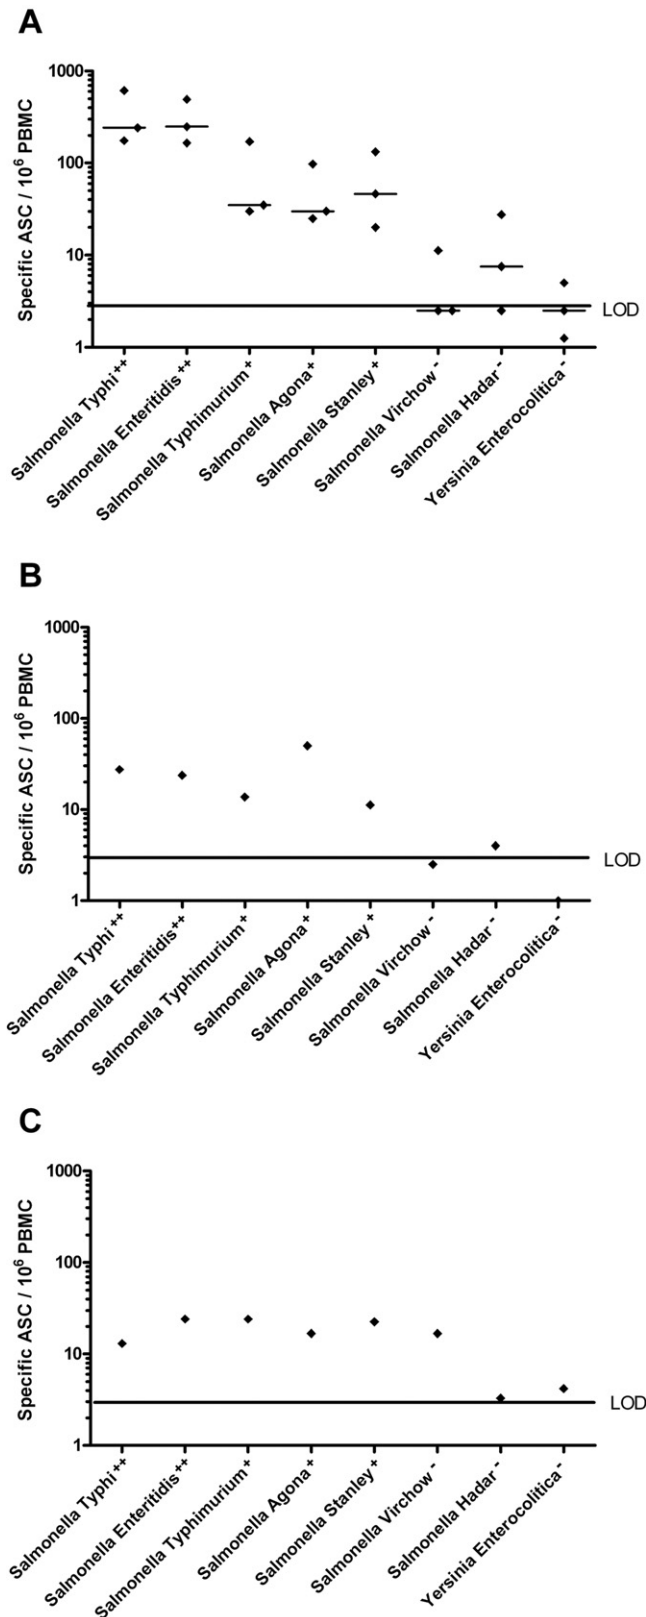 A
Specific ASC / 10⁶ PBMC
1000
100
10
1
LOD
Salmonella Typhi⁺⁺
Salmonella Enteritidis⁺⁺
Salmonella Typhimurium⁺
Salmonella Agona⁺
Salmonella Stanley⁺
Salmonella Virchow⁻
Salmonella Hadar⁻
Yersinia Enterocolitica⁻
B
Specific ASC / 10⁶ PBMC
1000
100
10
1
LOD
Salmonella Typhi⁺⁺
Salmonella Enteritidis⁺⁺
Salmonella Typhimurium⁺
Salmonella Agona⁺
Salmonella Stanley⁺
Salmonella Virchow⁻
Salmonella Hadar⁻
Yersinia Enterocolitica⁻
C
Specific ASC / 10⁶ PBMC
1000
100
10
1
LOD
Salmonella Typhi⁺⁺
Salmonella Enteritidis⁺⁺
Salmonella Typhimurium⁺
Salmonella Agona⁺
Salmonella Stanley⁺
Salmonella Virchow⁻
Salmonella Hadar⁻
Yersinia Enterocolitica⁻